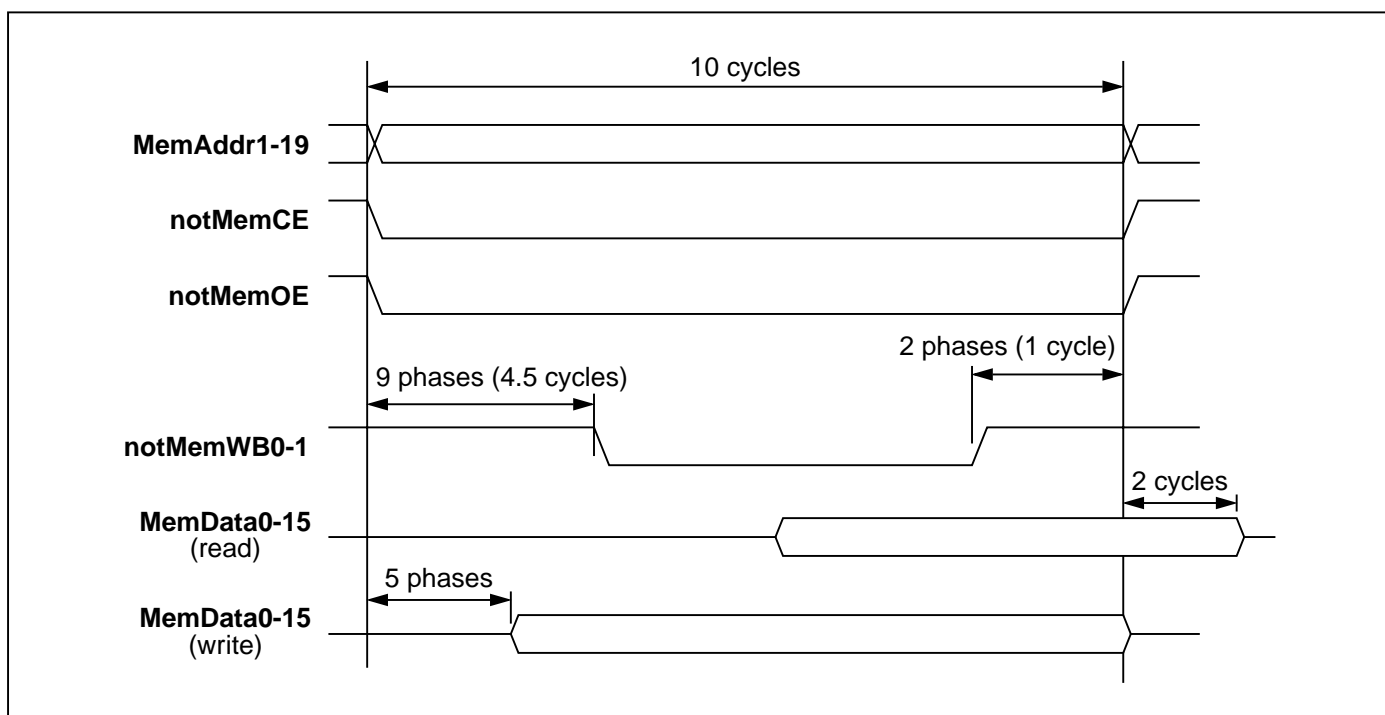 10 cycles
MemAddr1-19
notMemCE
notMemOE
2 phases (1 cycle)
9 phases (4.5 cycles)
notMemWB0-1
2 cycles
MemData0-15
(read)
5 phases
MemData0-15
(write)